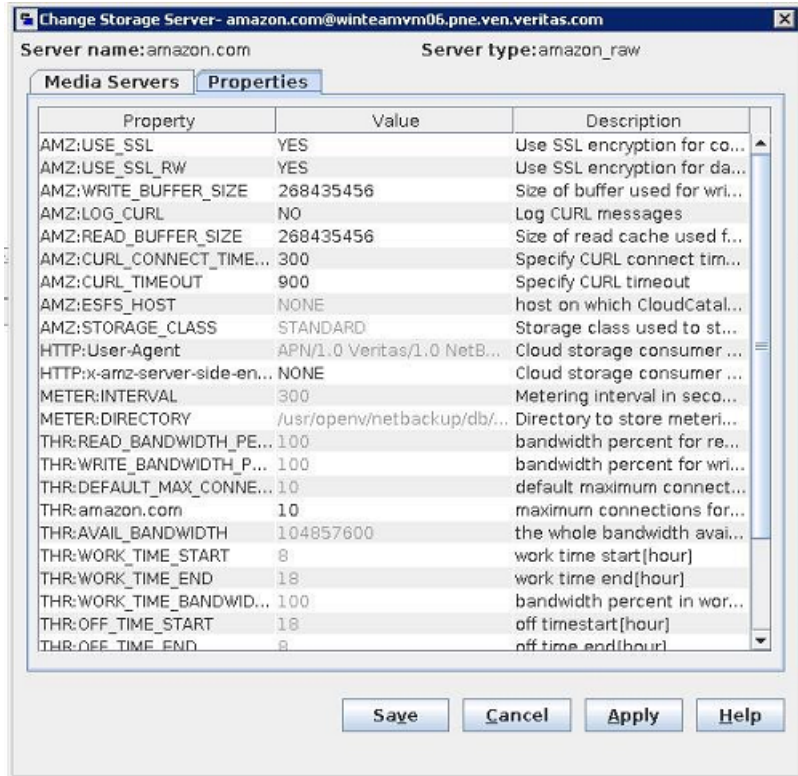 Change Storage Server- amazon.com@winteamvm06.pne.ven.veritas.com
Server name:amazon.com Server type:amazon_raw
Media Servers Properties
Property Value Description
AMZ:USE_SSL YES Use SSL encryption for co...
AMZ:USE_SSL_RW YES Use SSL encryption for da...
AMZ:WRITE_BUFFER_SIZE 268435456 Size of buffer used for wri...
AMZ:LOG_CURL NO Log CURL messages
AMZ:READ_BUFFER_SIZE 268435456 Size of read cache used f...
AMZ:CURL_CONNECT_TIME... 300 Specify CURL connect tim...
AMZ:CURL_TIMEOUT 900 Specify CURL timeout
AMZ:ESFS_HOST NONE host on which CloudCatal...
AMZ:STORAGE_CLASS STANDARD Storage class used to st...
HTTP:User-Agent APN/1.0 Veritas/1.0 NetB... Cloud storage consumer ...
HTTP:x-amz-server-side-en... NONE Cloud storage consumer ...
METER:INTERVAL 300 Metering interval in seco...
METER:DIRECTORY /usr/openv/netbackup/db/... Directory to store meteri...
THR:READ_BANDWIDTH_PE... 100 bandwidth percent for re...
THR:WRITE_BANDWIDTH_P... 100 bandwidth percent for wri...
THR:DEFAULT_MAX_CONNE... 10 default maximum connect...
THR:amazon.com 10 maximum connections for...
THR:AVAIL_BANDWIDTH 104857600 the whole bandwidth avai...
THR:WORK_TIME_START 8 work time start[hour]
THR:WORK_TIME_END 18 work time end[hour]
THR:WORK_TIME_BANDWID... 100 bandwidth percent in wor...
THR:OFF_TIME_START 18 off timestart[hour]
THR:OFF_TIME_END 8 off time end[hour]
Save Cancel Apply Help